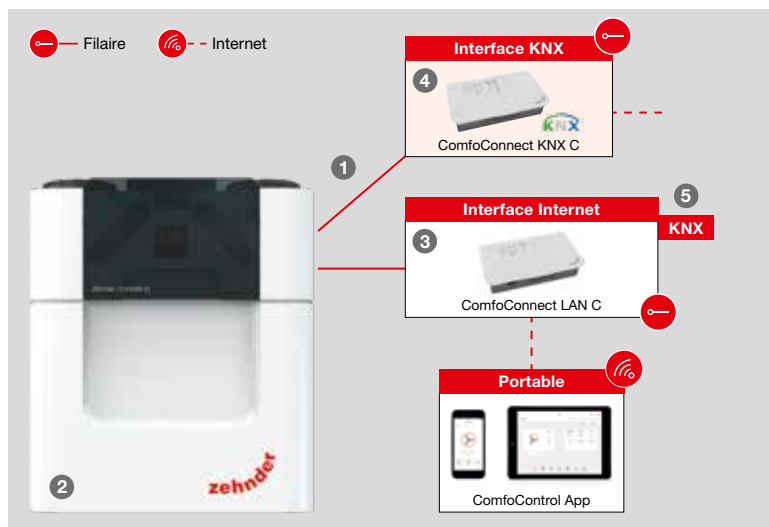 Filaire
Internet
Interface KNX
4
KNX
ComfoConnect KNX C
1
5
Interface Internet
KNX
3
ComfoConnect LAN C
Portable
2
zehnder
ComfoControl App